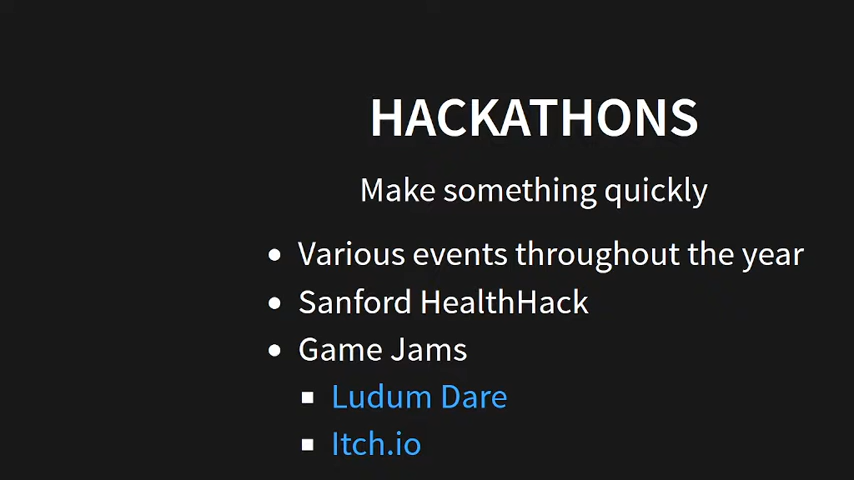 HACKATHONS
Make something quickly
Various events throughout the year
Sanford HealthHack
Game Jams
Ludum Dare
Itch.io